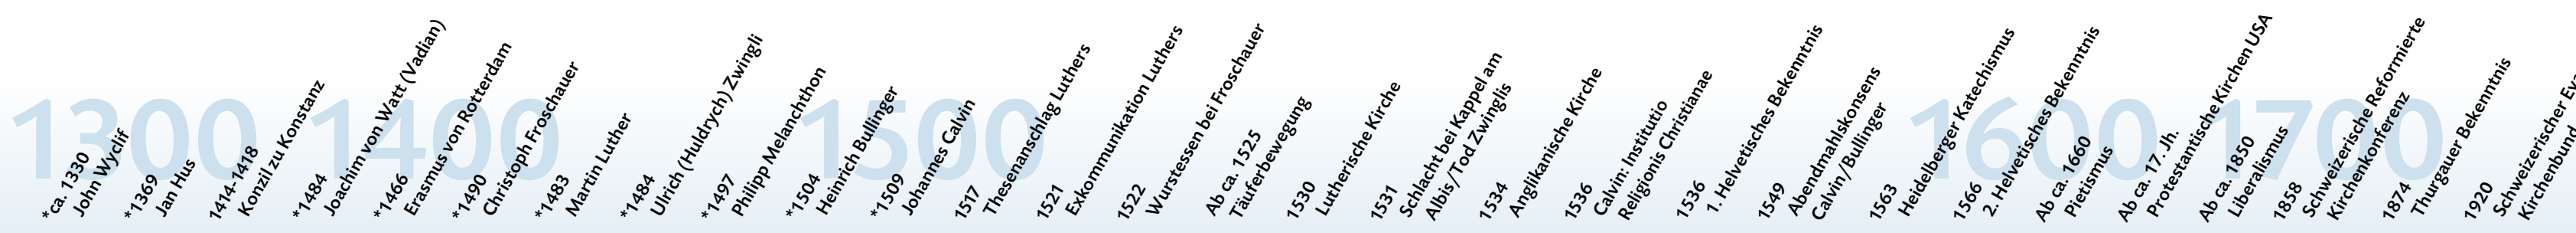 1300
1400
1500
1600
1700
*ca. 1330
John Wyclif
*1369
Jan Hus
1414-1418
Konzil zu Konstanz
*1484
Joachim von Watt (Vadian)
*1466
Erasmus von Rotterdam
*1490
Christoph Froschauer
*1483
Martin Luther
*1484
Ulrich (Huldrych) Zwingli
*1497
Philipp Melanchthon
*1504
Heinrich Bullinger
*1509
Johannes Calvin
1517
Thesenanschlag Luthers
1521
Exkommunikation Luthers
1522
Wurstessen bei Froschauer
Ab ca. 1525
Täuferbewegung
1530
Lutherische Kirche
1531
Schlacht bei Kappel am
Albis/Tod Zwinglis
1534
Anglikanische Kirche
1536
Calvin: Institutio
Religionis Christianae
1536
1. Helvetisches Bekenntnis
1549
Abendmahlskonsens
Calvin/Bullinger
1563
Heidelberger Katechismus
1566
2. Helvetisches Bekenntnis
Ab ca. 1660
Pietismus
Ab ca. 17. Jh.
Protestantische Kirchen USA
Ab ca. 1850
Liberalismus
1858
Schweizerische Reformierte
Kirchenkonferenz
1874
Thurgauer Bekenntnis
1920
Schweizerischer
Kirchenbund